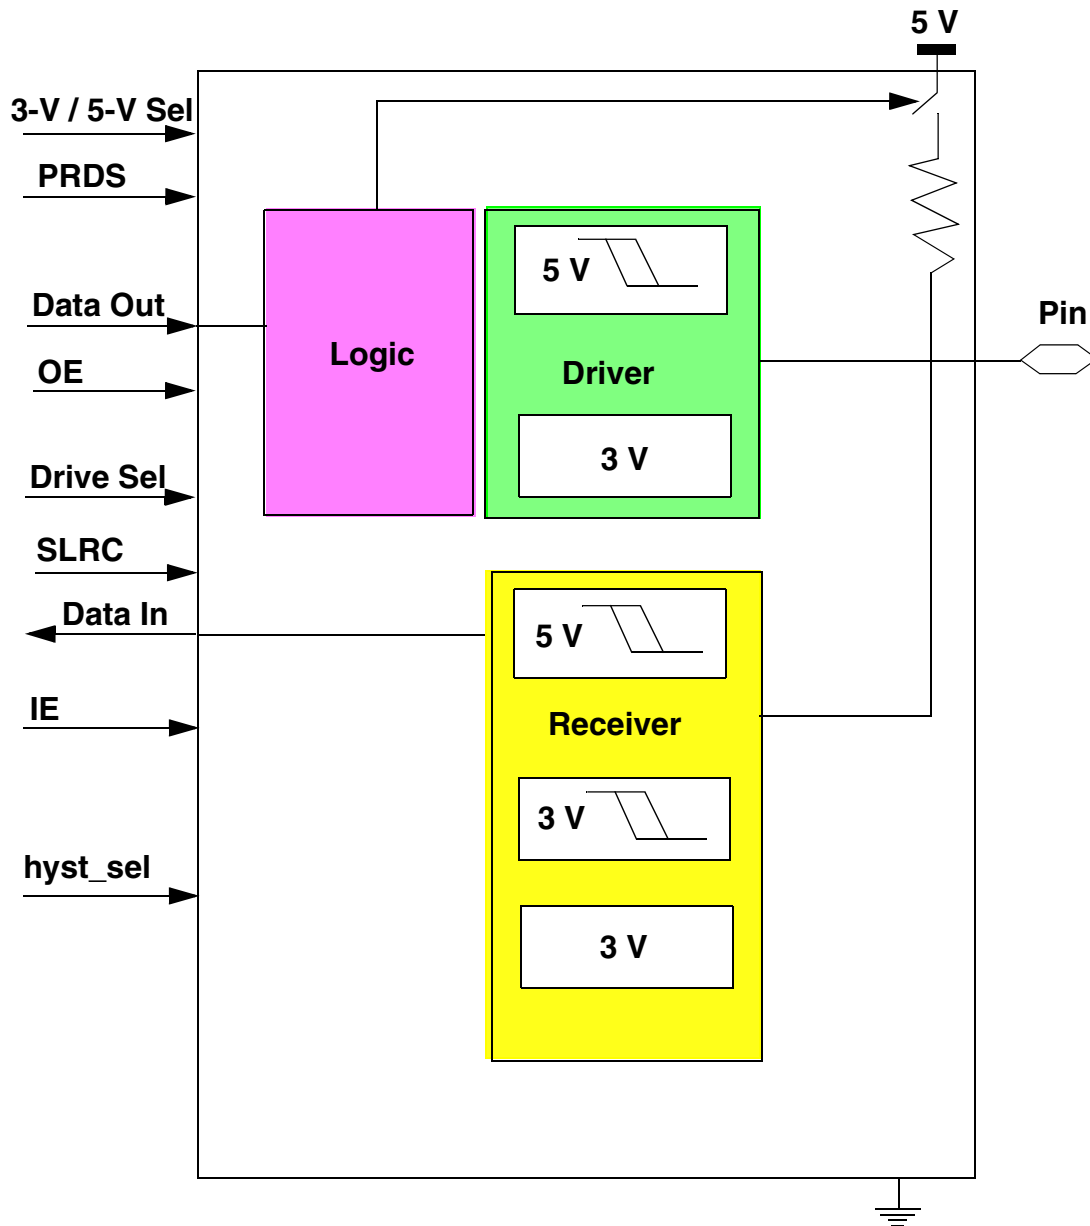 5 V
3-V / 5-V Sel
PRDS
Data Out
OE
Drive Sel
SLRC
Data In
IE
hyst_sel
Logic
5 V
Driver
3 V
Pin
5 V
Receiver
3 V
3 V